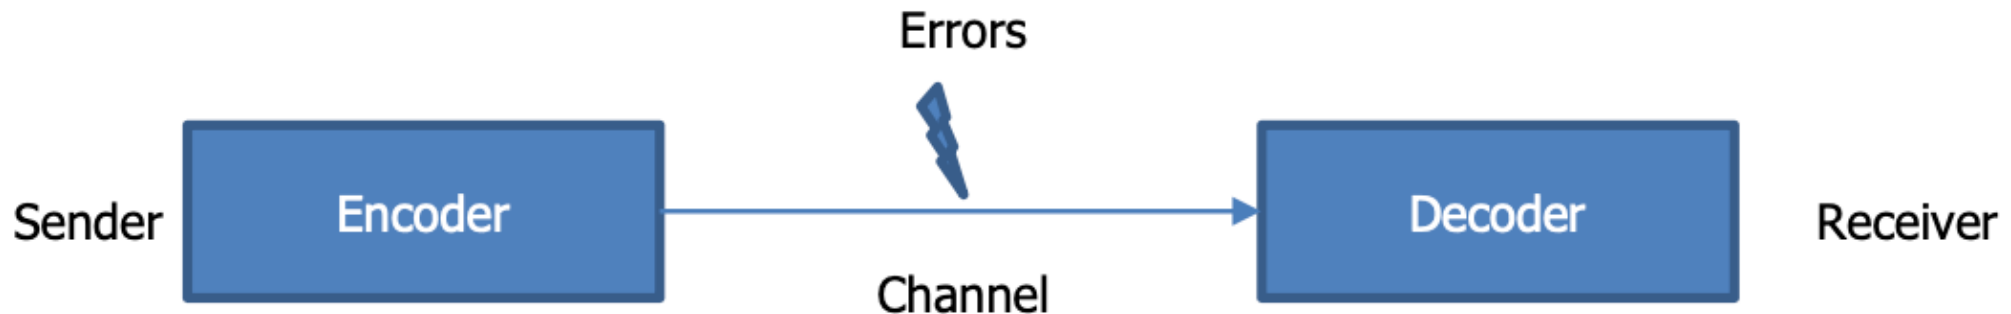 Errors
Sender
Encoder
Decoder
Receiver
Channel